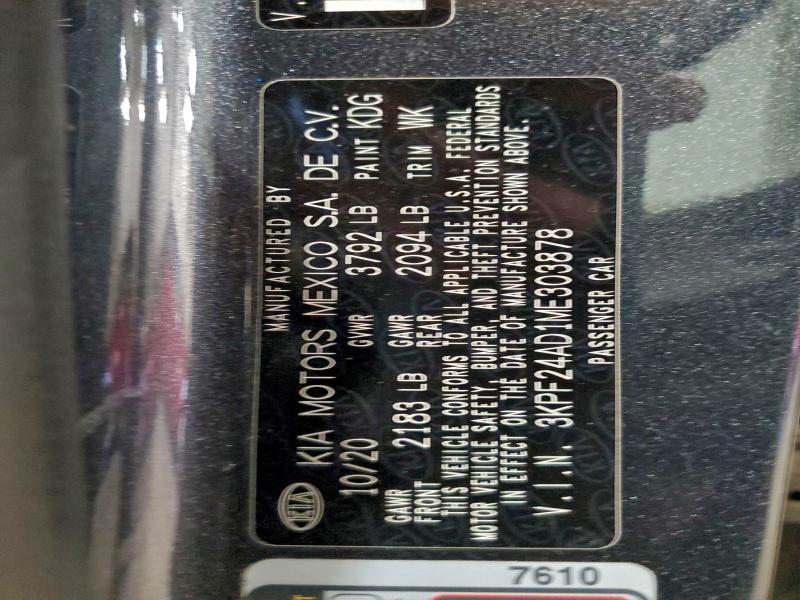 MANUFACTURED BY
KIA KIA MOTORS MEXICO S.A. DE C.V.
10/20 GVWR 3792 LB PAINT KDG
GAWR FRONT 2183 LB GAWR REAR 2094 LB TRIM WK
THIS VEHICLE CONFORMS TO ALL APPLICABLE U.S.A. FEDERAL
MOTOR VEHICLE SAFETY, BUMPER, AND THEFT PREVENTION STANDARDS
IN EFFECT ON THE DATE OF MANUFACTURE SHOWN ABOVE.
V.I.N. 3KPF24AD1ME303878
PASSENGER CAR
7610
V.